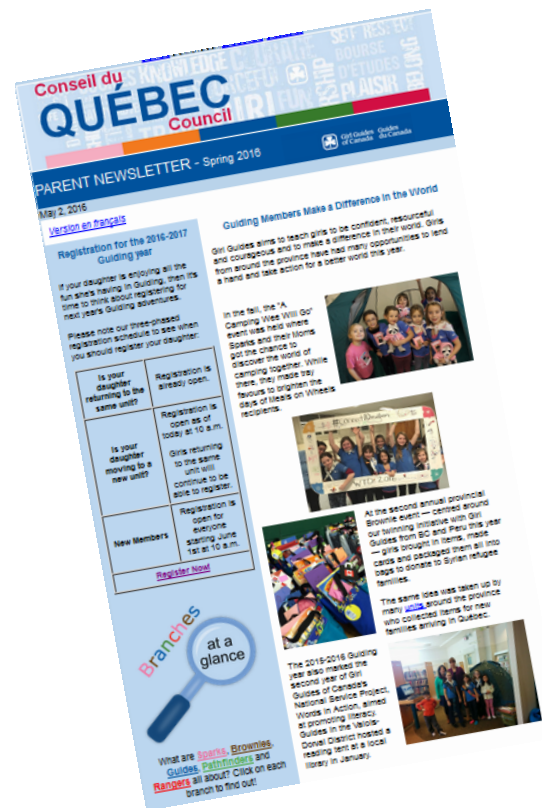 Conseil du
QUÉBEC
Council
Girl Guides Guides
of Canada du Canada
PARENT NEWSLETTER - Spring 2016
May 2, 2016
Version en français
Registration for the 2016-2017
Guiding year
If your daughter is enjoying all the
fun she's having in Guiding, then it's
time to think about registering for
next year's Guiding adventures.
Please note our three-phased
registration schedule to see when
you should register your daughter:
Is your
daughter
returning to the
same unit?
Registration is
already open.
Is your
daughter
moving to a
new unit?
Registration is
open as of
today at 10 a.m.
Girls returning
to the same
unit will
continue to be
able to register.
New Members
Registration is
open for
everyone
starting June
1st at 10 a.m.
Register Now!
Branches
at a
glance
What are Sparks, Brownies,
Guides, Pathfinders and
Rangers all about? Click on each
branch to find out!
Guiding Members Make a Difference in the World
Girl Guides aims to teach girls to be confident, resourceful
and courageous and to make a difference in their world. Girls
from around the province have had many opportunities to lend
a hand and take action for a better world this year.
In the fall, the "A
Camping Wee Will Go"
event was held where
Sparks and their Moms
got the chance to
discover the world of
camping together. While
there, they made tray
favours to brighten the
days of Meals on Wheels
recipients.
WTD 2016
At the second annual provincial
Brownie event — centred around
our twinning initiative with Girl
Guides from BC and Peru this year
— girls brought in items, made
cards and packaged them all into
bags to donate to Syrian refugee
families.
The same idea was taken up by
many units around the province
who collected items for new
families arriving in Québec.
The 2015-2016 Guiding
year also marked the
second year of Girl
Guides of Canada's
National Service Project,
Words in Action, aimed
at promoting literacy.
Guides in the Valois-
Dorval District hosted a
reading tent at a local
library in January.